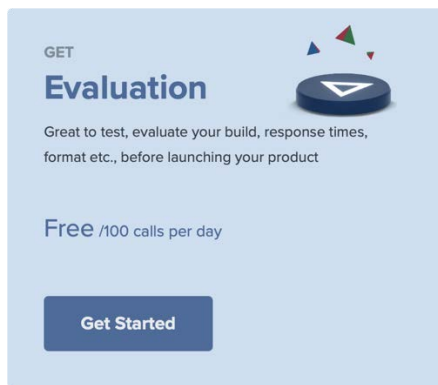 GET
Evaluation
Great to test, evaluate your build, response times,
format etc., before launching your product
Free /100 calls per day
Get Started